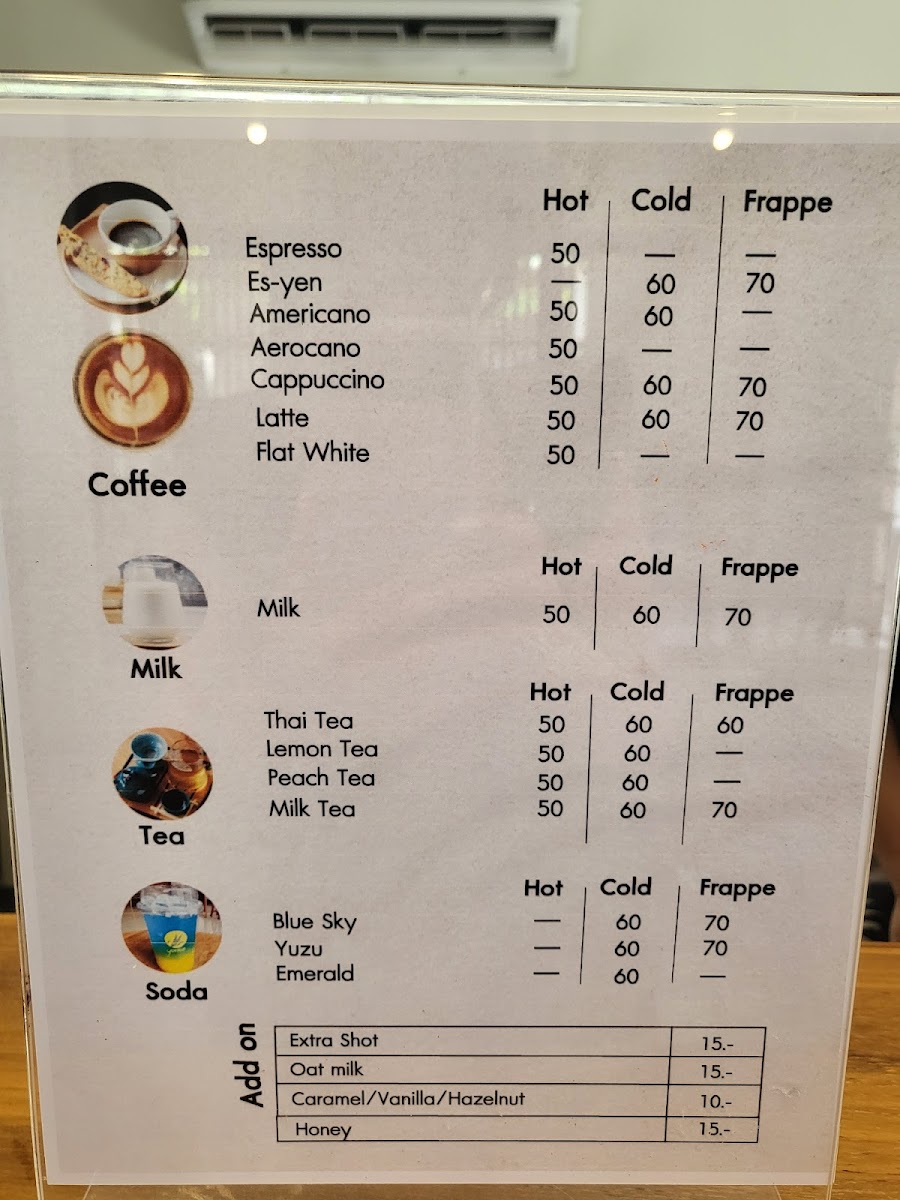 Hot Cold Frappe
Espresso 50 — —
Es-yen — 60 70
Americano 50 60 —
Aerocano 50 — —
Cappuccino 50 60 70
Latte 50 60 70
Flat White 50 — —
Coffee
Hot Cold Frappe
Milk 50 60 70
Milk
Hot Cold Frappe
Thai Tea 50 60 60
Lemon Tea 50 60 —
Peach Tea 50 60 —
Milk Tea 50 60 70
Tea
Hot Cold Frappe
Blue Sky — 60 70
Yuzu — 60 70
Emerald — 60 —
Soda
Add on
Extra Shot 15.-
Oat milk 15.-
Caramel/Vanilla/Hazelnut 10.-
Honey 15.-